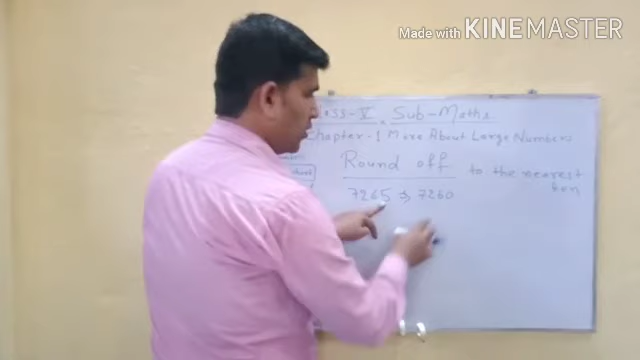 Made with KINEMASTER
Class-V, Sub-Maths
Chapter-1 More About Large Numbers
Round off to the nearest
ten
7265 7260